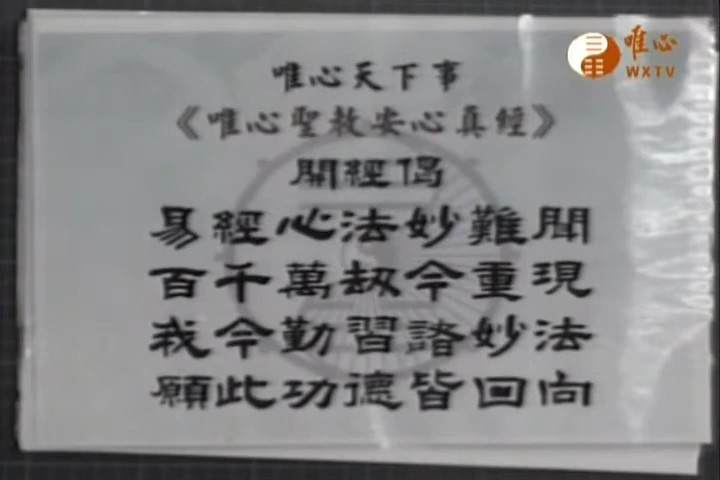 唯心
WXTV
唯心天下事
《唯心聖教安心真經》
開經偈
易經心法妙難聞
百千萬劫今重現
我今勤習諮妙法
願此功德皆回向